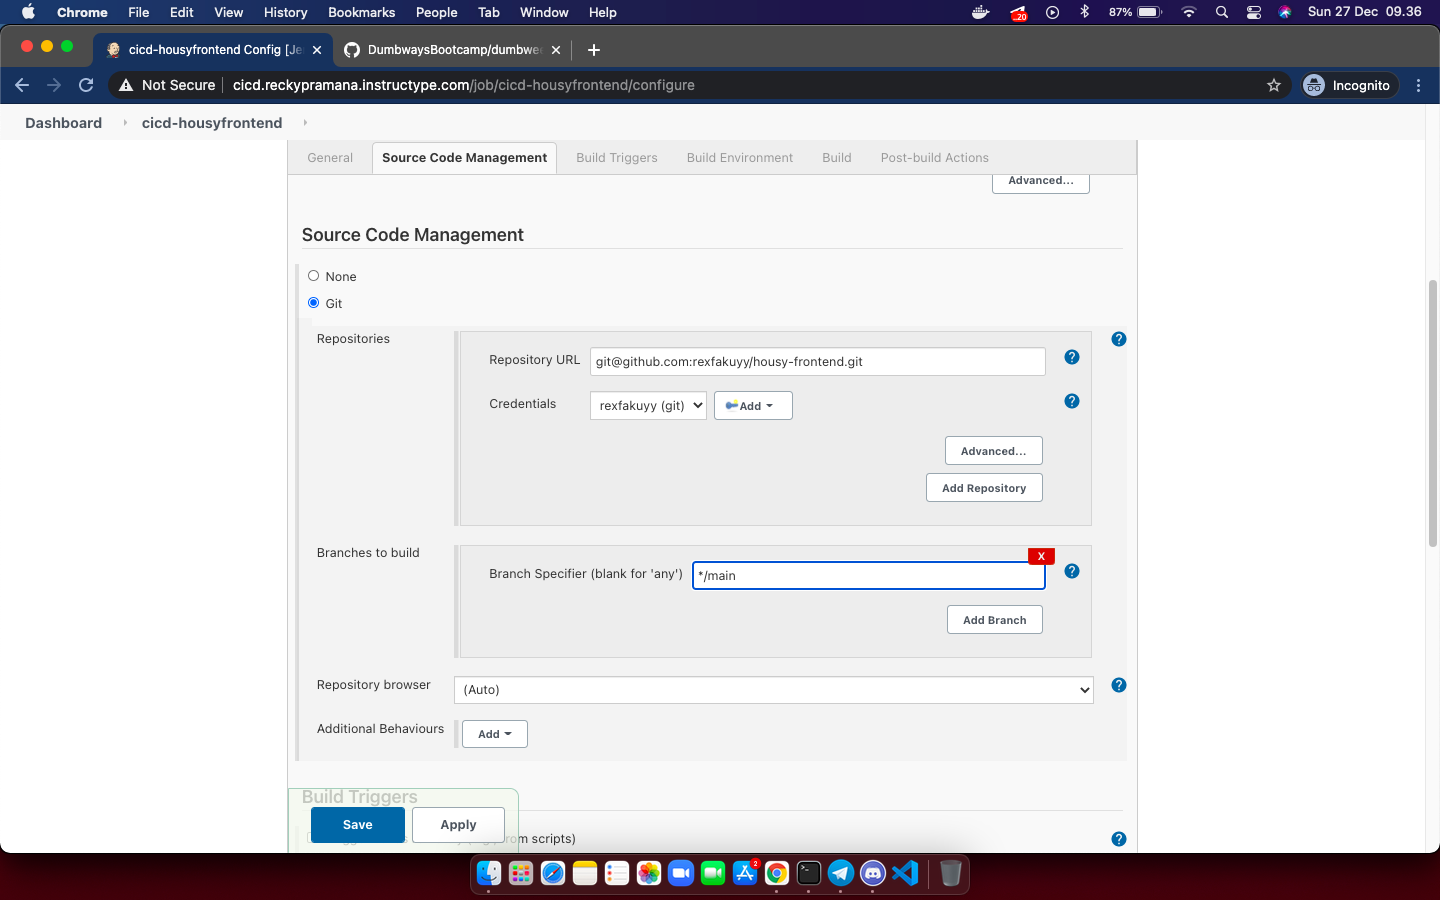 Chrome File Edit View History Bookmarks People Tab Window Help 20 87% Sun 27 Dec 09.36
cicd-housyfrontend Config [Je
DumbwaysBootcamp/dumbwe
Not Secure cicd.reckypramana.instructype.com/job/cicd-housyfrontend/configure Incognito
Dashboard cicd-housyfrontend
General Source Code Management Build Triggers Build Environment Build Post-build Actions
Advanced...
Source Code Management
None
Git
Repositories
Repository URL git@github.com:rexfakuyy/housy-frontend.git
Credentials rexfakuyy (git) Add
Advanced...
Add Repository
Branches to build
X
Branch Specifier (blank for 'any') */main
Add Branch
Repository browser (Auto)
Additional Behaviours Add
Build Triggers
Save Apply
rom scripts)
2